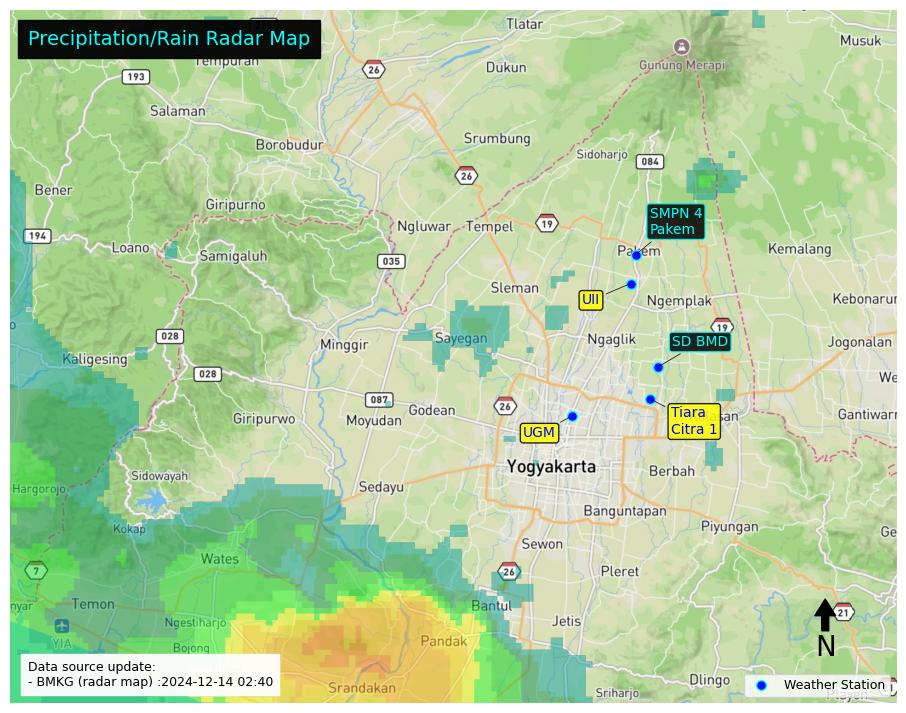 Precipitation/Rain Radar Map
Tlatar
Musuk
Tempuran
26
193
Dukun
Gunung Merapi
Salaman
Borobudur
Srumbung
Sidoharjo
084
26
Bener
SMPN 4
Pakem
Giripurno
Ngluwar
Tempel
19
194
Loano
Samigaluh
035
Pakem
Kemalang
Sleman
UII
Ngemplak
Kebonarum
028
Minggir
Sayegan
Ngaglik
SD BMD
19
Jogonalan
Kaligesing
028
087
Godean
26
Moyudan
Giripurwo
UGM
Tiara
Citra 1
Gantiwarn
Yogyakarta
Sidowayah
Sedayu
Berbah
Hargorojo
Kokap
Banguntapan
Piyungan
Sewon
Wates
7
26
Pleret
Temon
Bantul
21
Ngestiharjo
YIA
Jetis
N
Bojong
Pandak
Data source update:
- BMKG (radar map) :2024-12-14 02:40
Srandakan
Sriharjo
Dlingo
Weather Station
Playen